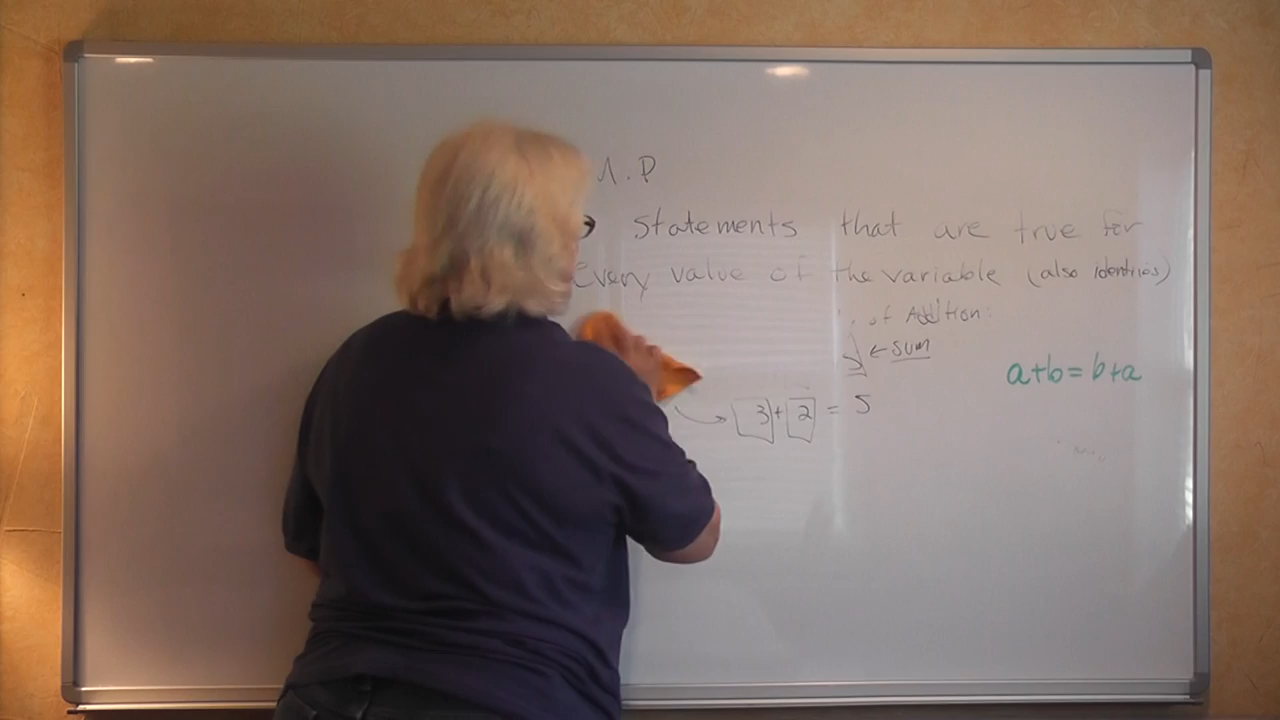 .P
statements that are true for
Every value of the variable (also identities)
of Addition:
← sum
a+b=b+a
3+2 = 5